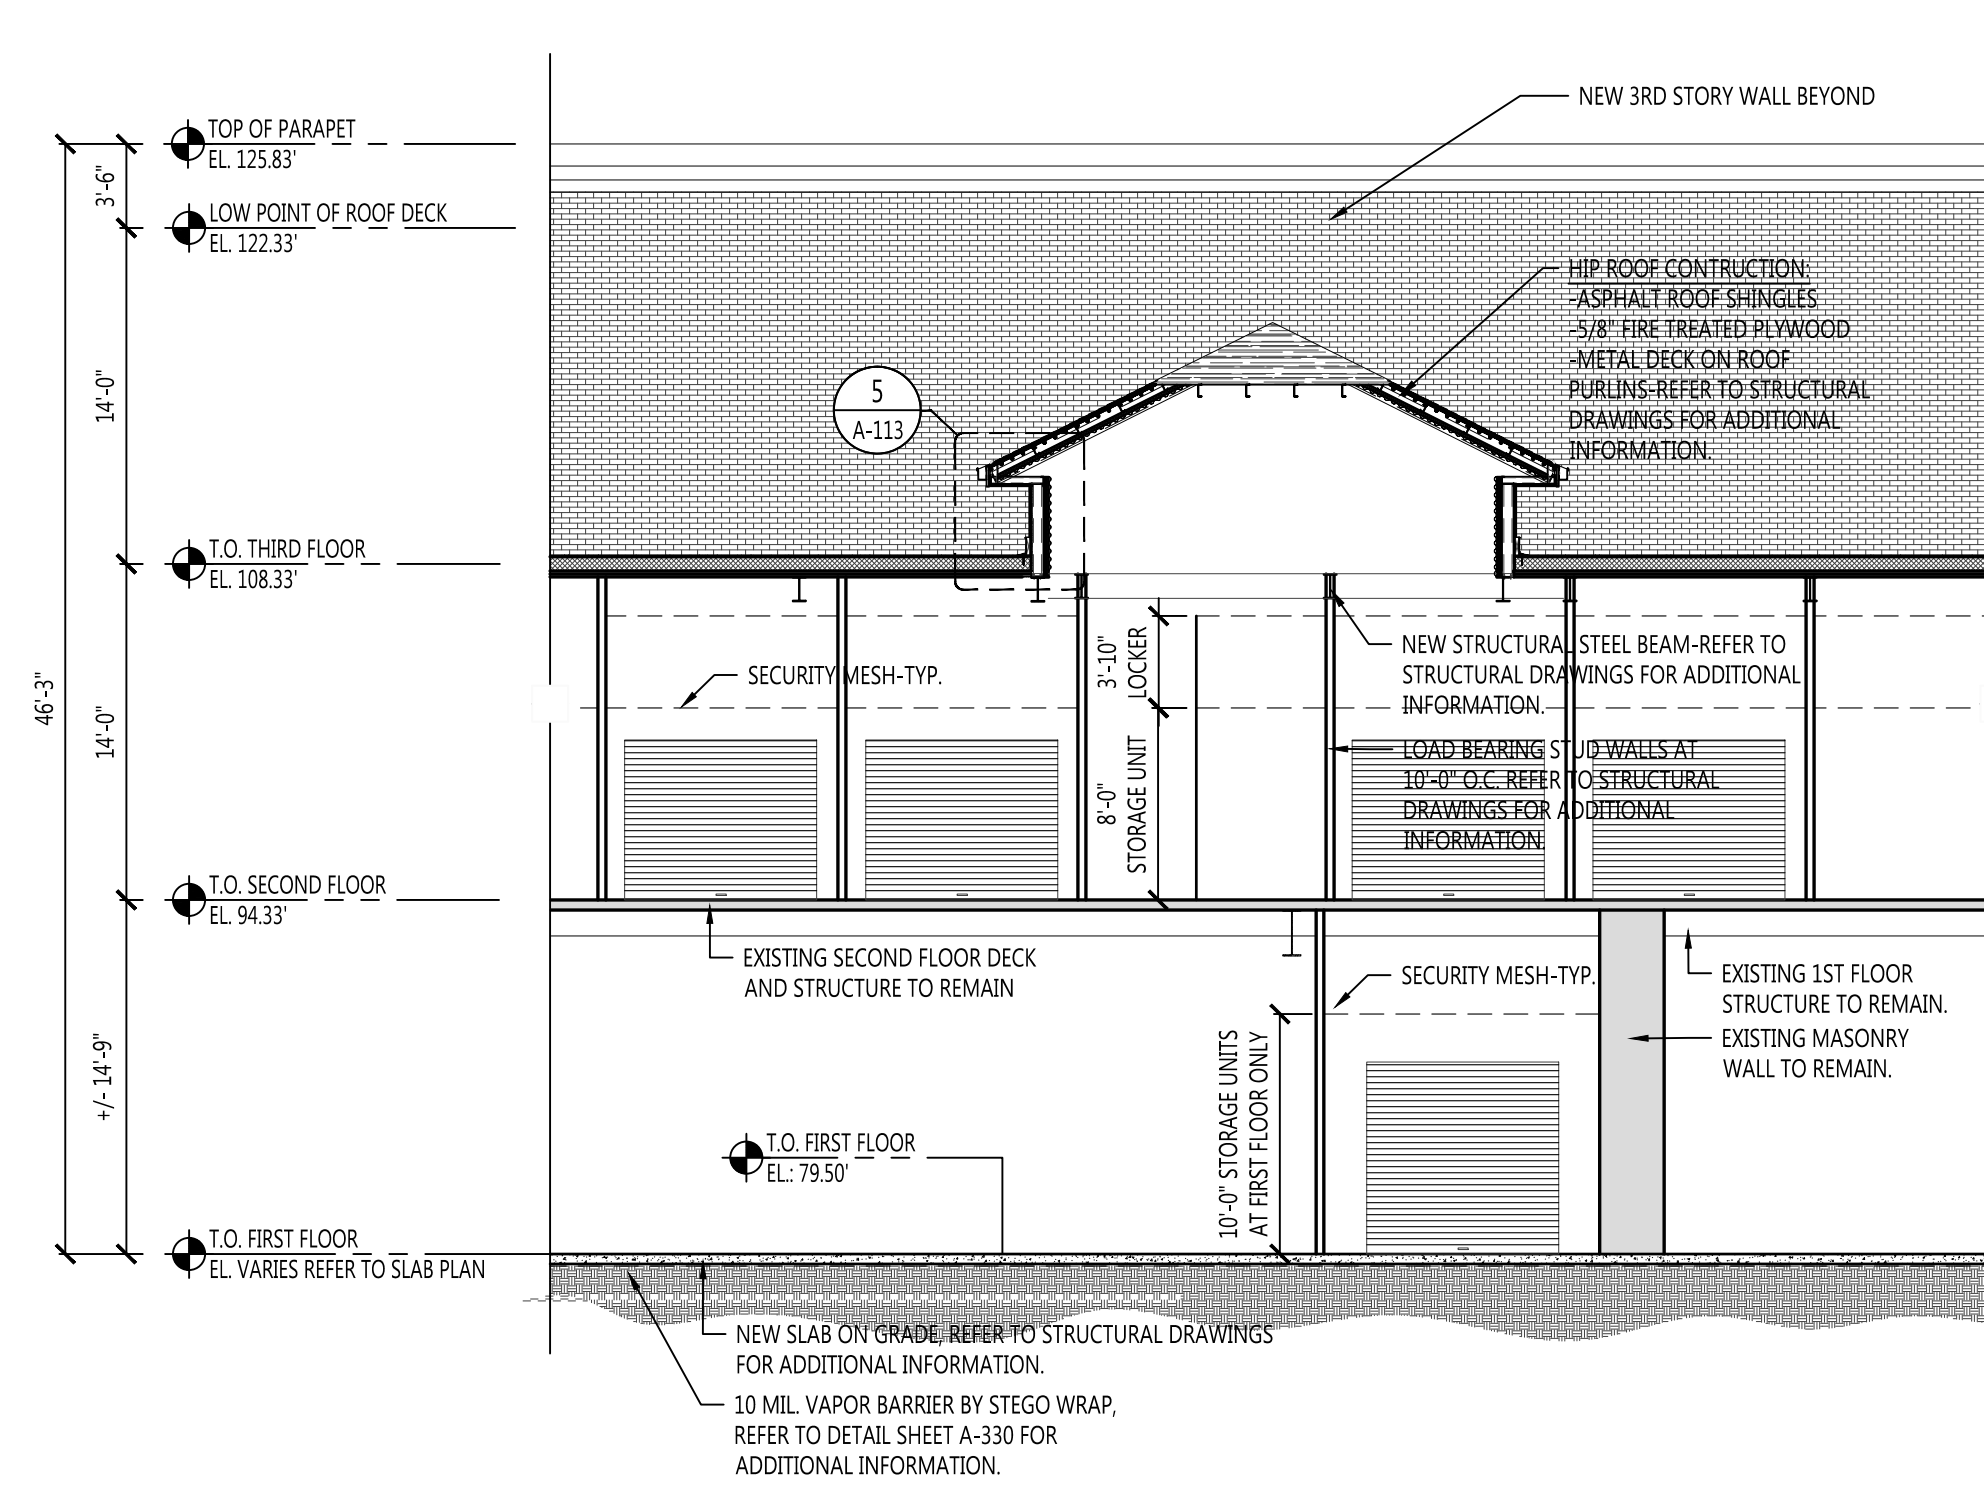 NEW 3RD STORY WALL BEYOND
TOP OF PARAPET
EL. 125.83'
3'-6"
LOW POINT OF ROOF DECK
EL. 122.33'
HIP ROOF CONTRUCTION:
-ASPHALT ROOF SHINGLES
-5/8" FIRE TREATED PLYWOOD
-METAL DECK ON ROOF
PURLINS-REFER TO STRUCTURAL
DRAWINGS FOR ADDITIONAL
INFORMATION.
5
A-113
14'-0"
T.O. THIRD FLOOR
EL. 108.33'
46'-3"
14'-0"
SECURITY MESH-TYP.
3'-10"
LOCKER
NEW STRUCTURAL STEEL BEAM-REFER TO
STRUCTURAL DRAWINGS FOR ADDITIONAL
INFORMATION.
8'-0"
STORAGE UNIT
LOAD BEARING STUD WALLS AT
10'-0" O.C. REFER TO STRUCTURAL
DRAWINGS FOR ADDITIONAL
INFORMATION.
T.O. SECOND FLOOR
EL. 94.33'
EXISTING SECOND FLOOR DECK
AND STRUCTURE TO REMAIN
SECURITY MESH-TYP.
EXISTING 1ST FLOOR
STRUCTURE TO REMAIN.
EXISTING MASONRY
WALL TO REMAIN.
+/- 14'-9"
10'-0" STORAGE UNITS
AT FIRST FLOOR ONLY
T.O. FIRST FLOOR
EL.: 79.50'
T.O. FIRST FLOOR
EL. VARIES REFER TO SLAB PLAN
NEW SLAB ON GRADE, REFER TO STRUCTURAL DRAWINGS
FOR ADDITIONAL INFORMATION.
10 MIL. VAPOR BARRIER BY STEGO WRAP,
REFER TO DETAIL SHEET A-330 FOR
ADDITIONAL INFORMATION.